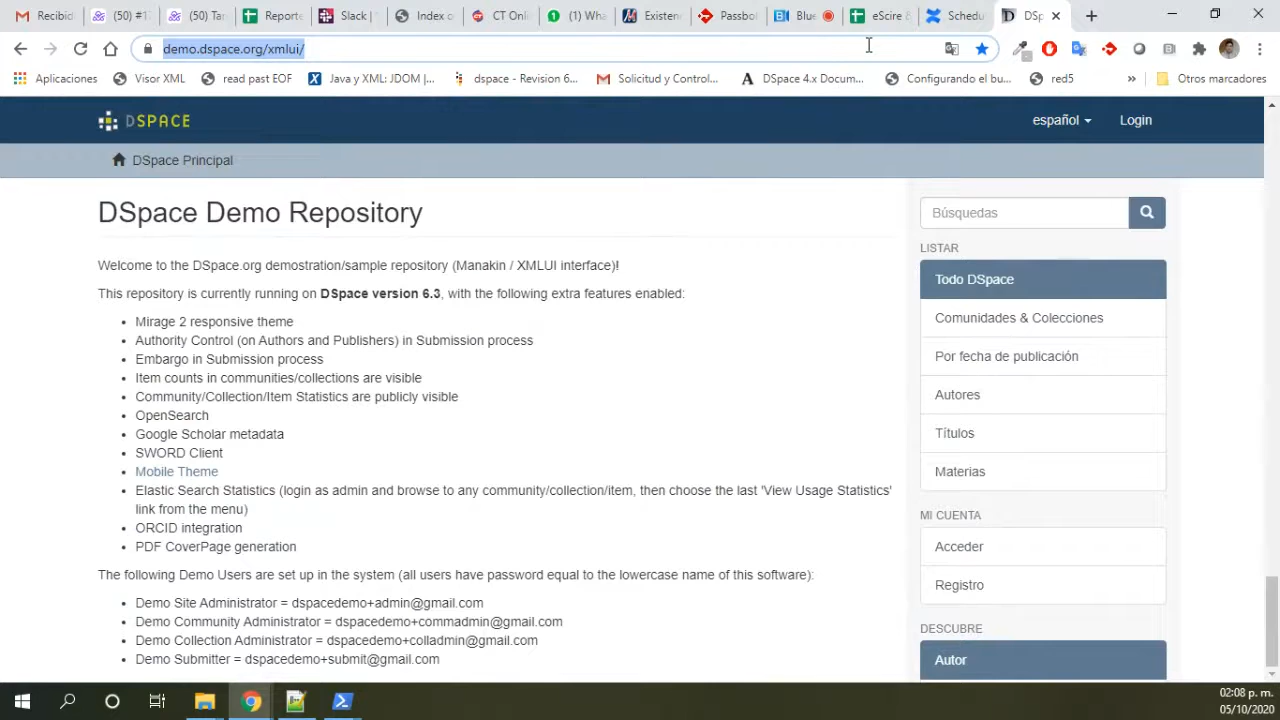 Recibid
(50) #1
(50) Tar
Reporte
Slack |
Index o
CT Onli
(1) Wha
Existen
Passbol
Blue
eScire &
Schedu
DSp
demo.dspace.org/xmlui/
Aplicaciones
Visor XML
read past EOF
Java y XML: JDOM (...
dspace - Revision 6...
Solicitud y Control...
DSpace 4.x Docum...
Configurando el bu...
red5
»
Otros marcadores
DSPACE
español
Login
DSpace Principal
DSpace Demo Repository
Búsquedas
Welcome to the DSpace.org demostration/sample repository (Manakin / XMLUI interface)!
This repository is currently running on DSpace version 6.3, with the following extra features enabled:
• Mirage 2 responsive theme
• Authority Control (on Authors and Publishers) in Submission process
• Embargo in Submission process
• Item counts in communities/collections are visible
• Community/Collection/Item Statistics are publicly visible
• OpenSearch
• Google Scholar metadata
• SWORD Client
• Mobile Theme
• Elastic Search Statistics (login as admin and browse to any community/collection/item, then choose the last 'View Usage Statistics'
link from the menu)
• ORCID integration
• PDF CoverPage generation
The following Demo Users are set up in the system (all users have password equal to the lowercase name of this software):
• Demo Site Administrator = dspacedemo+admin@gmail.com
• Demo Community Administrator = dspacedemo+commadmin@gmail.com
• Demo Collection Administrator = dspacedemo+colladmin@gmail.com
• Demo Submitter = dspacedemo+submit@gmail.com
LISTAR
Todo DSpace
Comunidades & Colecciones
Por fecha de publicación
Autores
Títulos
Materias
MI CUENTA
Acceder
Registro
DESCUBRE
Autor
02:08 p. m.
05/10/2020